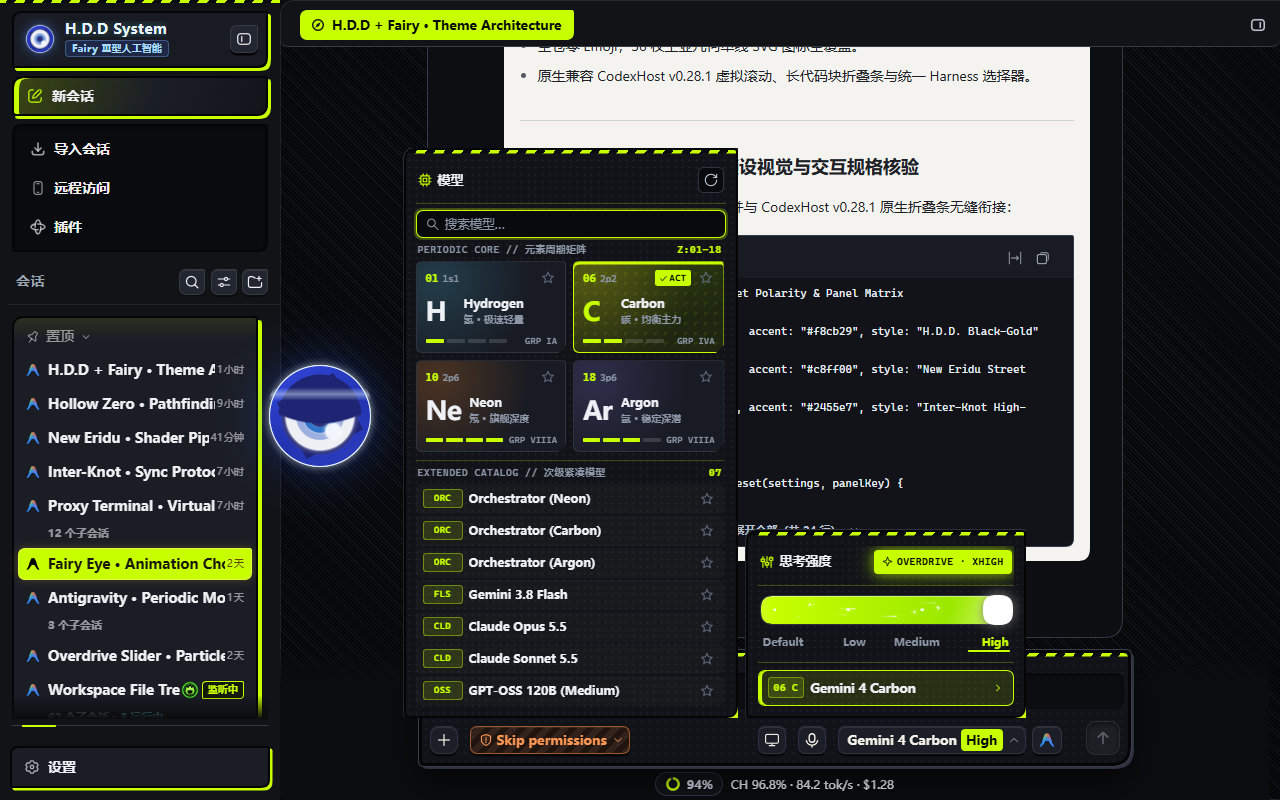 H.D.D System
Fairy III型人工智能
新会话
导入会话
远程访问
插件
会话
置顶
H.D.D + Fairy • Theme A 1小时
Hollow Zero • Pathfindi 9小时
New Eridu • Shader Pip 41分钟
Inter-Knot • Sync Protoc 7小时
Proxy Terminal • Virtual 7小时
12 个子会话
Fairy Eye • Animation Cho 2天
Antigravity • Periodic Mo 1天
3 个子会话
Overdrive Slider • Particle 2天
Workspace File Tre 监听中
设置
H.D.D + Fairy • Theme Architecture
原生兼容 CodexHost v0.28.1 虚拟滚动、长代码块折叠条与统一 Harness 选择器。
设视觉与交互规格核验
件与 CodexHost v0.28.1 原生折叠条无缝衔接：
et Polarity & Panel Matrix
accent: "#f8cb29", style: "H.D.D. Black-Gold"
accent: "#c8ff00", style: "New Eridu Street
, accent: "#2455e7", style: "Inter-Knot High-
eset(settings, panelKey) {
模型
搜索模型...
PERIODIC CORE // 元素周期矩阵 Z:01–18
01 1s1
H Hydrogen
氢 • 极速轻量
GRP IA
06 2p2 ACT
C Carbon
碳 • 均衡主力
GRP IVA
10 2p6
Ne Neon
氖 • 旗舰深度
GRP VIIIA
18 3p6
Ar Argon
氩 • 稳定深潜
GRP VIIIA
EXTENDED CATALOG // 次级紧凑模型 07
ORC Orchestrator (Neon)
ORC Orchestrator (Carbon)
ORC Orchestrator (Argon)
FLS Gemini 3.8 Flash
CLD Claude Opus 5.5
CLD Claude Sonnet 5.5
OSS GPT-OSS 120B (Medium)
思考强度 OVERDRIVE · XHIGH
Default Low Medium High
06 C Gemini 4 Carbon
Skip permissions
Gemini 4 Carbon High
94% CH 96.8% · 84.2 tok/s · $1.28